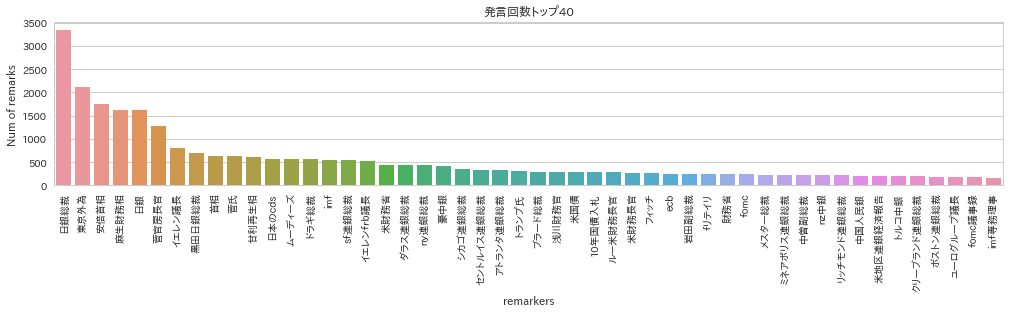 発言回数トップ40
Num of remarks
3500
3000
2500
2000
1500
1000
500
0
日銀総裁
東京外為
安倍首相
麻生財務相
日銀
菅官房長官
イエレン議長
黒田日銀総裁
首相
菅氏
甘利再生相
日本のcds
ムーディーズ
ドラギ総裁
imf
sf連銀総裁
イエレンfrb議長
米財務省
ダラス連銀総裁
ny連銀総裁
豪中銀
シカゴ連銀総裁
セントルイス連銀総裁
アトランタ連銀総裁
トランプ氏
ブラード総裁
浅川財務官
米国債
10年国債入札
ルー米財務長官
米財務長官
フィッチ
ecb
岩田副総裁
fリテイリ
財務省
fomc
メスター総裁
ミネアポリス連銀総裁
中曽副総裁
nz中銀
リッチモンド連銀総裁
中国人民銀
米地区連銀経済報告
トルコ中銀
クリーブランド連銀総裁
ボストン連銀総裁
ユーログループ議長
fomc議事録
imf専務理事
remarkers